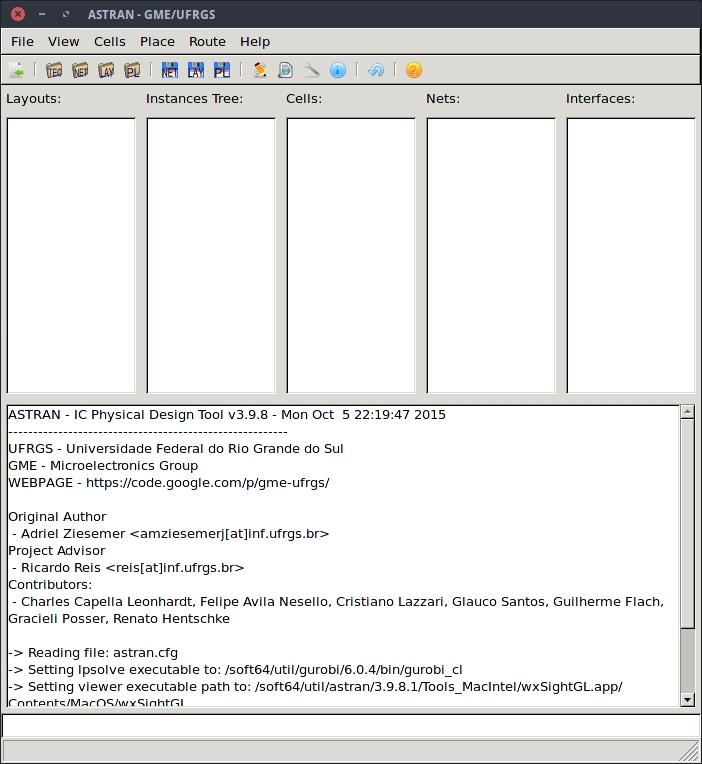 ASTRAN - GME/UFRGS
File View Cells Place Route Help
TEC NET LAY PL NET LAY PL
Layouts: Instances Tree: Cells: Nets: Interfaces:
ASTRAN - IC Physical Design Tool v3.9.8 - Mon Oct  5 22:19:47 2015
--------------------------------------------------------
UFRGS - Universidade Federal do Rio Grande do Sul
GME - Microelectronics Group
WEBPAGE - https://code.google.com/p/gme-ufrgs/
Original Author
- Adriel Ziesemer <amziesemerj[at]inf.ufrgs.br>
Project Advisor
- Ricardo Reis <reis[at]inf.ufrgs.br>
Contributors:
- Charles Capella Leonhardt, Felipe Avila Nesello, Cristiano Lazzari, Glauco Santos, Guilherme Flach,
Gracieli Posser, Renato Hentschke
-> Reading file: astran.cfg
-> Setting lpsolve executable to: /soft64/util/gurobi/6.0.4/bin/gurobi_cl
-> Setting viewer executable path to: /soft64/util/astran/3.9.8.1/Tools_MacIntel/wxSightGL.app/
Contents/MacOS/wxSightGL